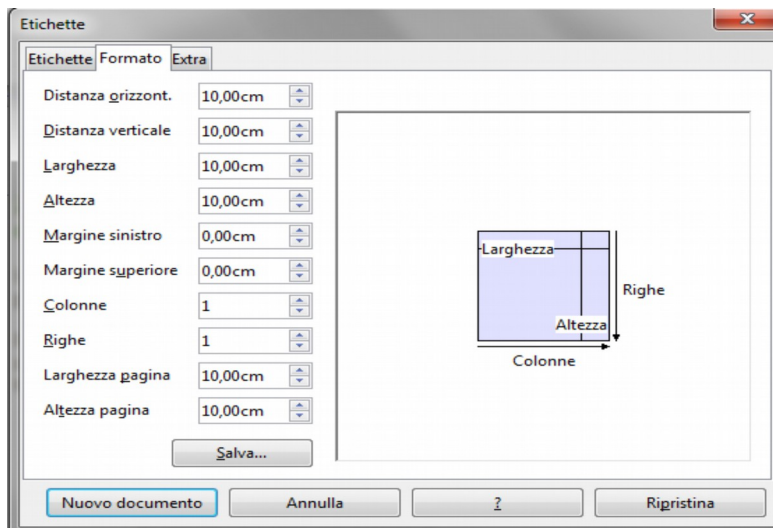 Etichette
Etichette Formato Extra
Distanza orizzont. 10,00cm
Distanza verticale 10,00cm
Larghezza 10,00cm
Altezza 10,00cm
Margine sinistro 0,00cm
Margine superiore 0,00cm
Colonne 1
Righe 1
Larghezza pagina 10,00cm
Altezza pagina 10,00cm
Salva...
Larghezza
Righe
Altezza
Colonne
Nuovo documento Annulla ? Ripristina